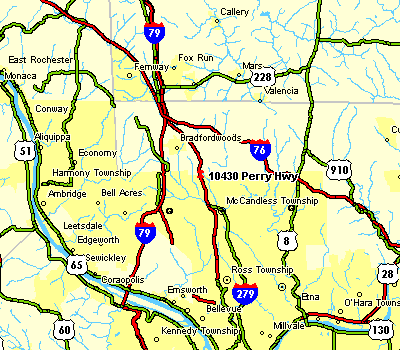 Callery
79
East Rochester
Fox Run
Fernway
Mars
Monaca
228
Valencia
Conway
Aliquippa
Bradfordwoods
76
51
Economy
910
Harmony Township
10430 Perry Hwy
Ambridge
Bell Acres
McCandless Township
Leetsdale
79
8
Edgeworth
Sewickley
65
Ross Township
28
Coraopolis
Emsworth
279
Etna
O'Hara Towns
Bellevue
60
Kennedy Township
Millvale
130